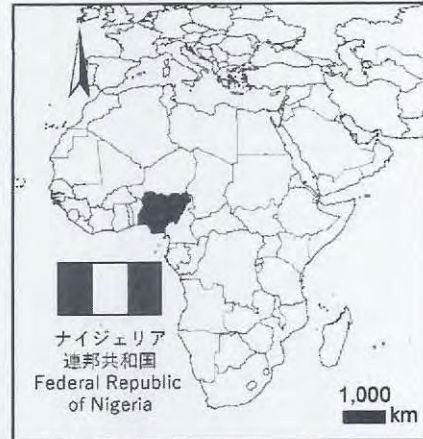 ナイジェリア
連邦共和国
Federal Republic
of Nigeria
1,000
km